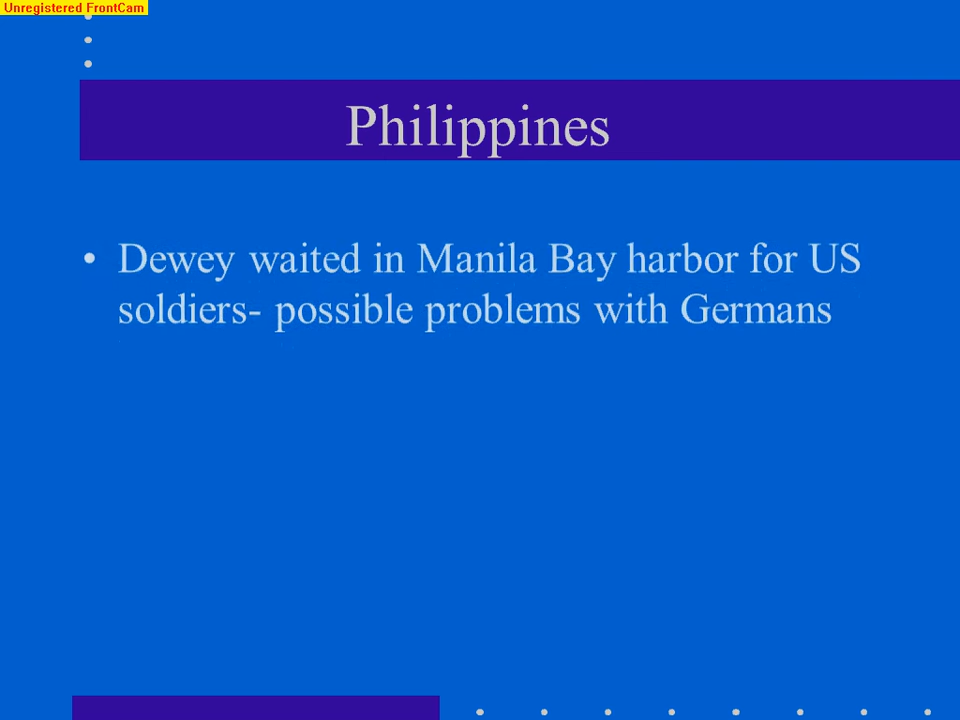 Unregistered FrontCam
Philippines
• Dewey waited in Manila Bay harbor for US
soldiers- possible problems with Germans